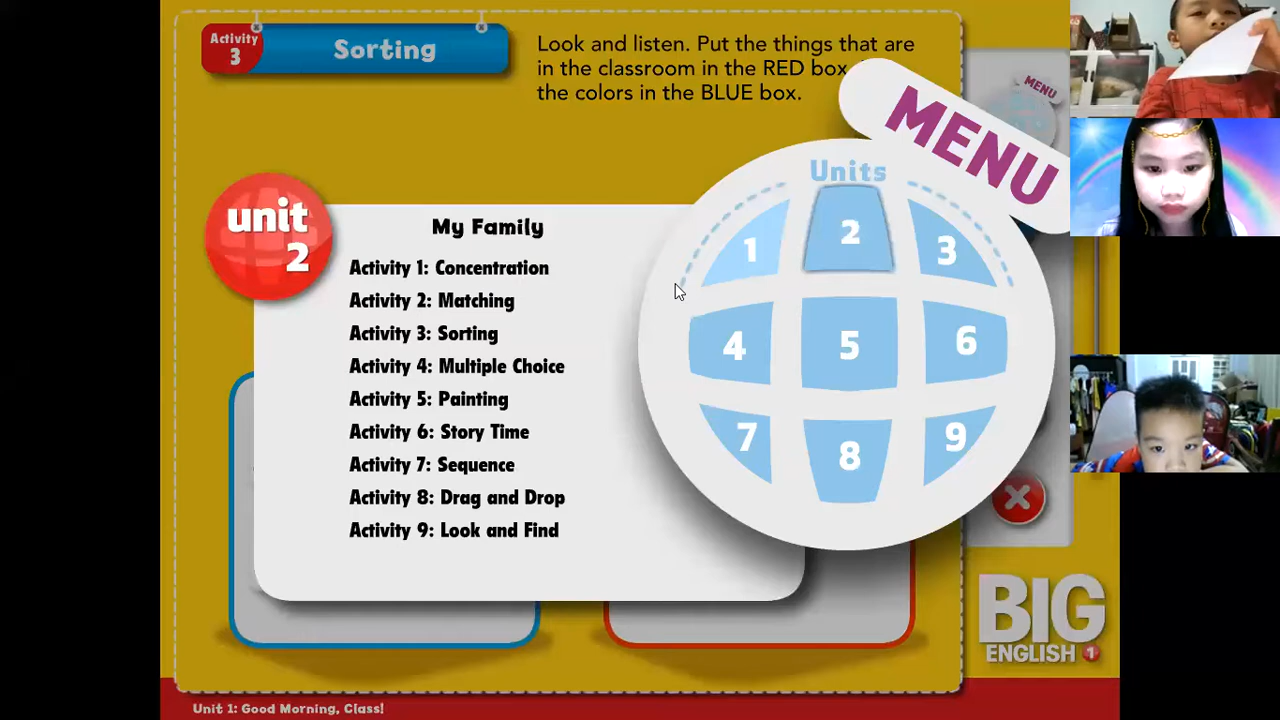 Activity
3
Sorting
Look and listen. Put the things that are
in the classroom in the RED box.
the colors in the BLUE box.
MENU
MENU
Units
1
2
3
4
5
6
7
8
9
unit
2
My Family
Activity 1: Concentration
Activity 2: Matching
Activity 3: Sorting
Activity 4: Multiple Choice
Activity 5: Painting
Activity 6: Story Time
Activity 7: Sequence
Activity 8: Drag and Drop
Activity 9: Look and Find
BIG
ENGLISH 1
Unit 1: Good Morning, Class!